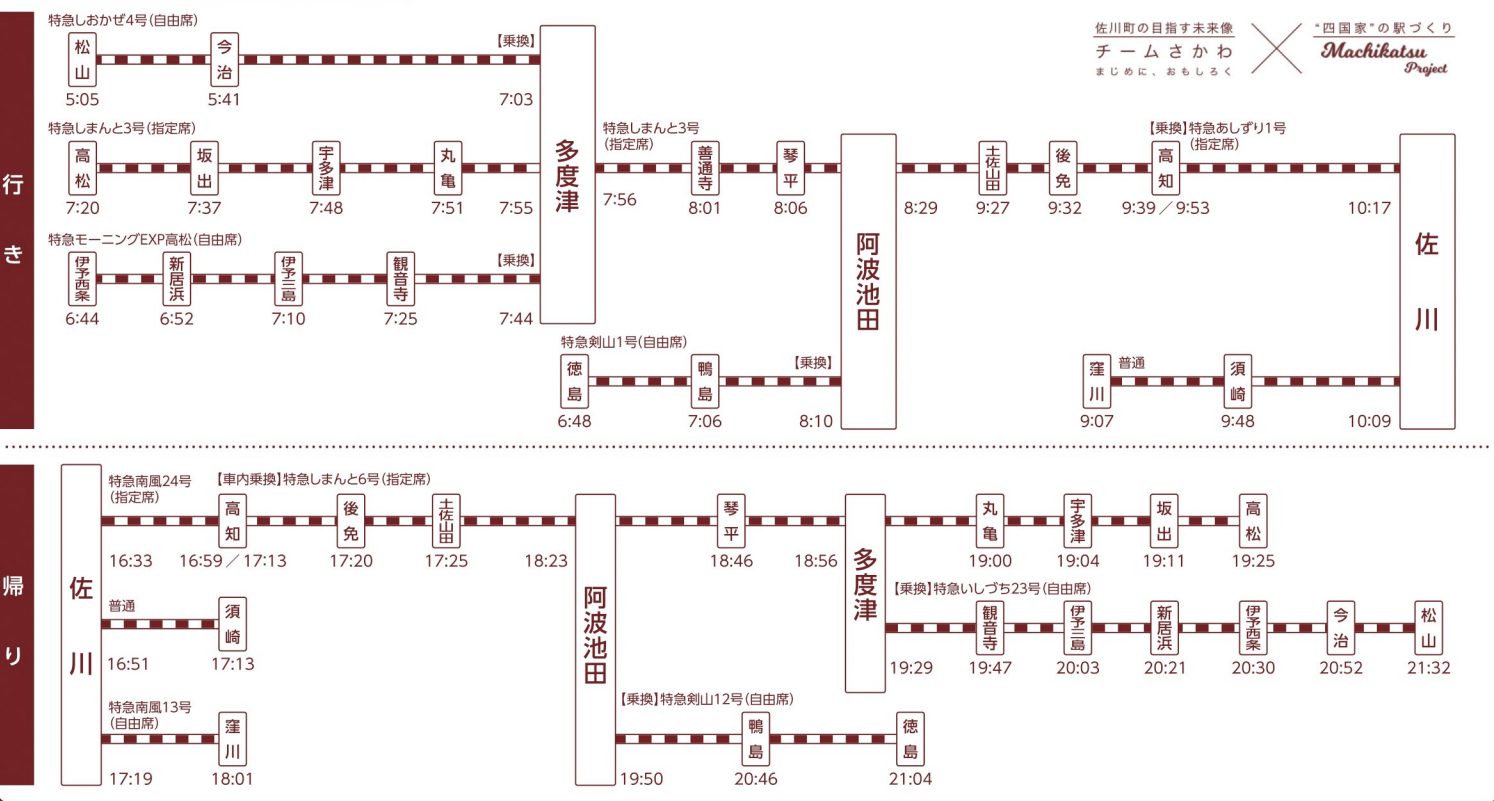 佐川町の目指す未来像
チームさかわ
まじめに、おもしろく
“四国家”の駅づくり
Machikatsu
Project
行き
特急しおかぜ4号(自由席)
松山
今治
【乗換】
5:05
5:41
7:03
特急しまんと3号(指定席)
高松
坂出
宇多津
丸亀
7:20
7:37
7:48
7:51
7:55
特急モーニングEXP高松(自由席)
伊予西条
新居浜
伊予三島
観音寺
【乗換】
6:44
6:52
7:10
7:25
7:44
多度津
特急しまんと3号
(指定席)
善通寺
琴平
7:56
8:01
8:06
特急剣山1号(自由席)
徳島
鴨島
【乗換】
6:48
7:06
8:10
阿波池田
【乗換】特急あしずり1号
(指定席)
土佐山田
後免
高知
8:29
9:27
9:32
9:39/9:53
10:17
窪川
普通
須崎
9:07
9:48
10:09
佐川
帰り
佐川
特急南風24号
(指定席)
【車内乗換】特急しまんと6号(指定席)
高知
後免
土佐山田
16:33
16:59/17:13
17:20
17:25
18:23
普通
須崎
16:51
17:13
特急南風13号
(自由席)
窪川
17:19
18:01
阿波池田
琴平
18:46
18:56
【乗換】特急剣山12号(自由席)
鴨島
徳島
19:50
20:46
21:04
多度津
丸亀
宇多津
坂出
高松
19:00
19:04
19:11
19:25
【乗換】特急いしづち23号(自由席)
観音寺
伊予三島
新居浜
伊予西条
今治
松山
19:29
19:47
20:03
20:21
20:30
20:52
21:32